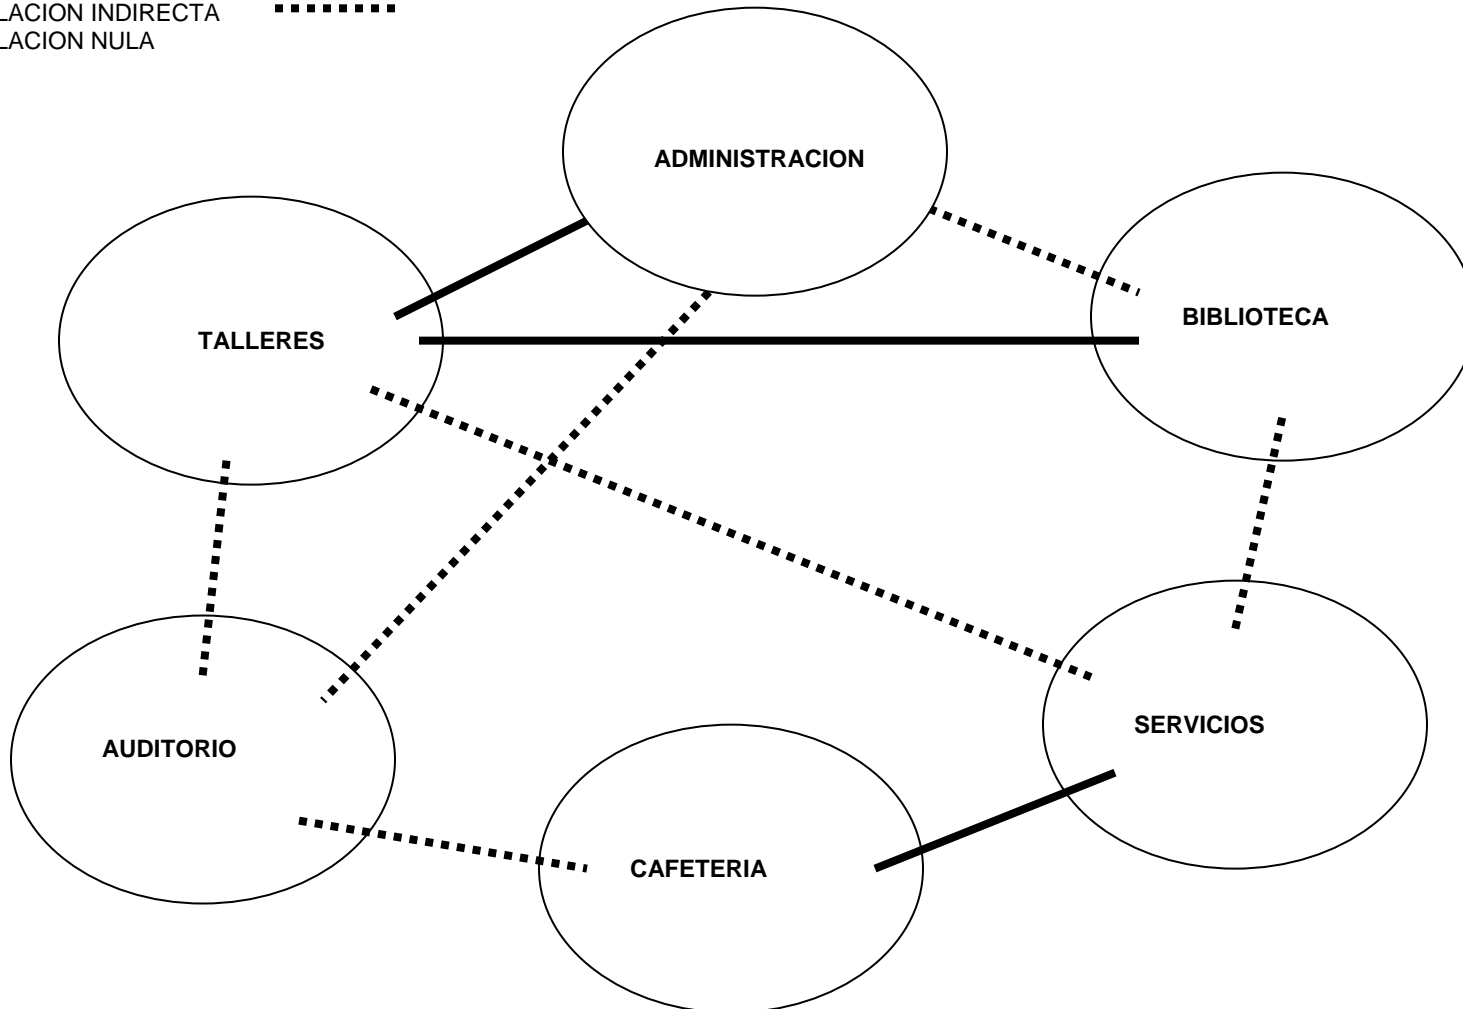 LACION INDIRECTA
LACION NULA
ADMINISTRACION
BIBLIOTECA
TALLERES
SERVICIOS
AUDITORIO
CAFETERIA